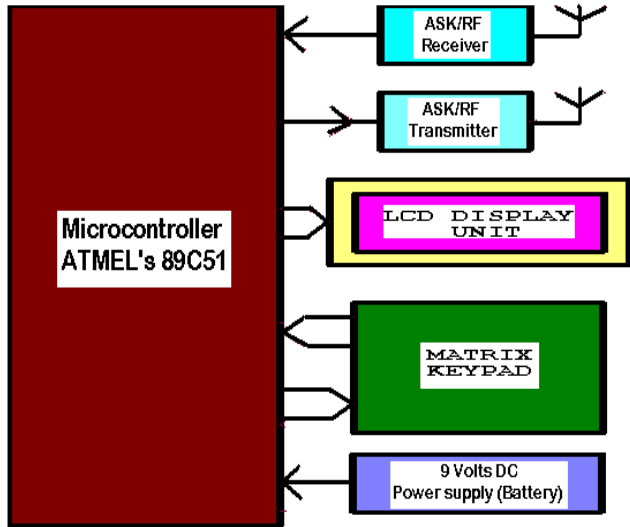 ASK/RF
Receiver
ASK/RF
Transmitter
LCD DISPLAY
UNIT
Microcontroller
ATMEL's 89C51
MATRIX
KEYPAD
9 Volts DC
Power supply (Battery)